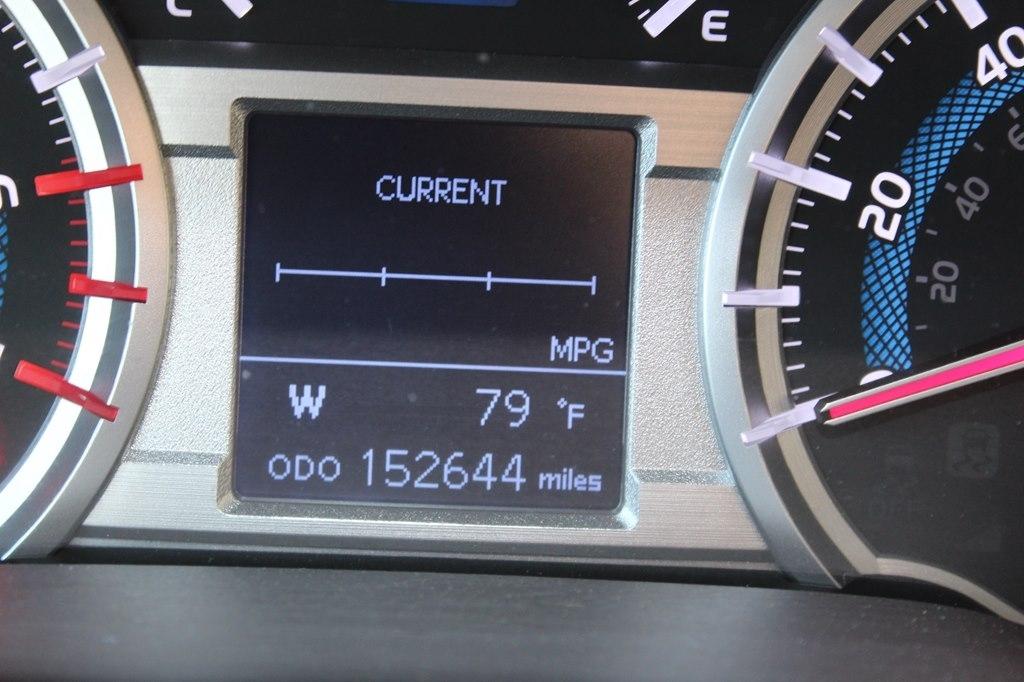 E
CURRENT
MPG
W 79 °F
ODO 152644 miles
40
20
40
20